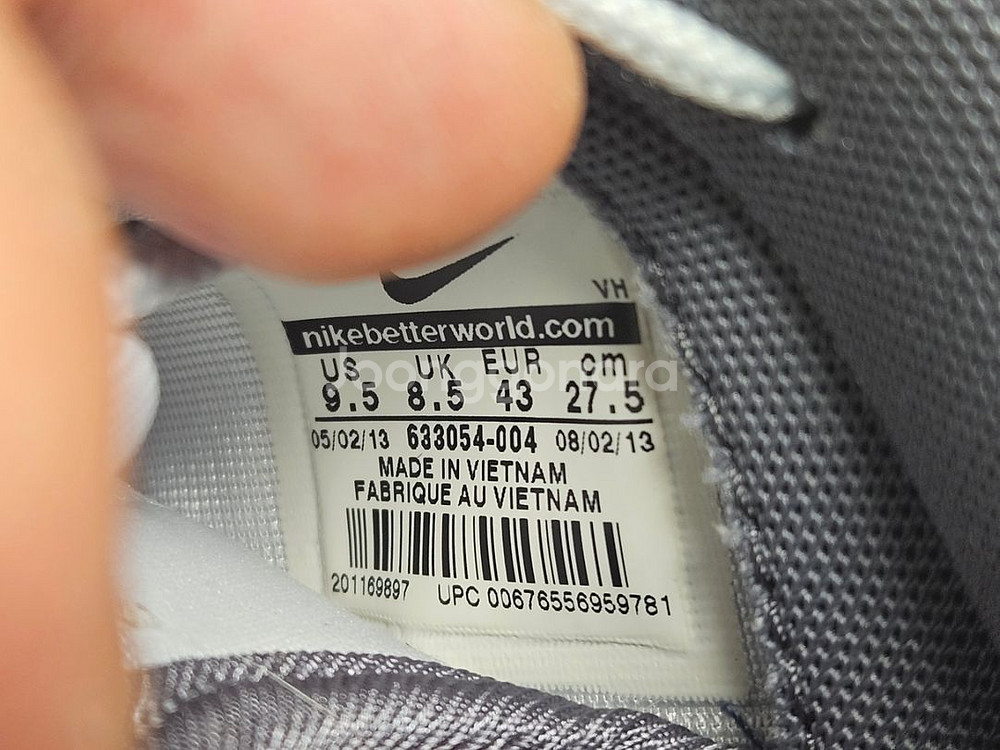 VH
nikebetterworld.com
US UK EUR cm
9.5 8.5 43 27.5
05/02/13 633054-004 08/02/13
MADE IN VIETNAM
FABRIQUE AU VIETNAM
201169897 UPC 00676556959781
Joonggonara